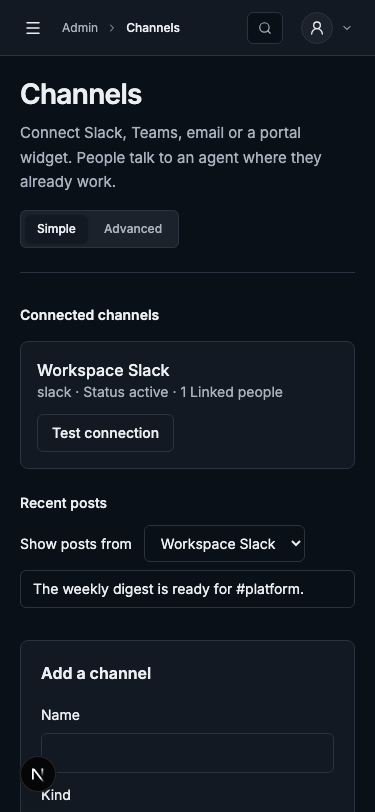 Admin > Channels
Channels
Connect Slack, Teams, email or a portal
widget. People talk to an agent where they
already work.
Simple Advanced
Connected channels
Workspace Slack
slack · Status active · 1 Linked people
Test connection
Recent posts
Show posts from Workspace Slack
The weekly digest is ready for #platform.
Add a channel
Name
N
Kind